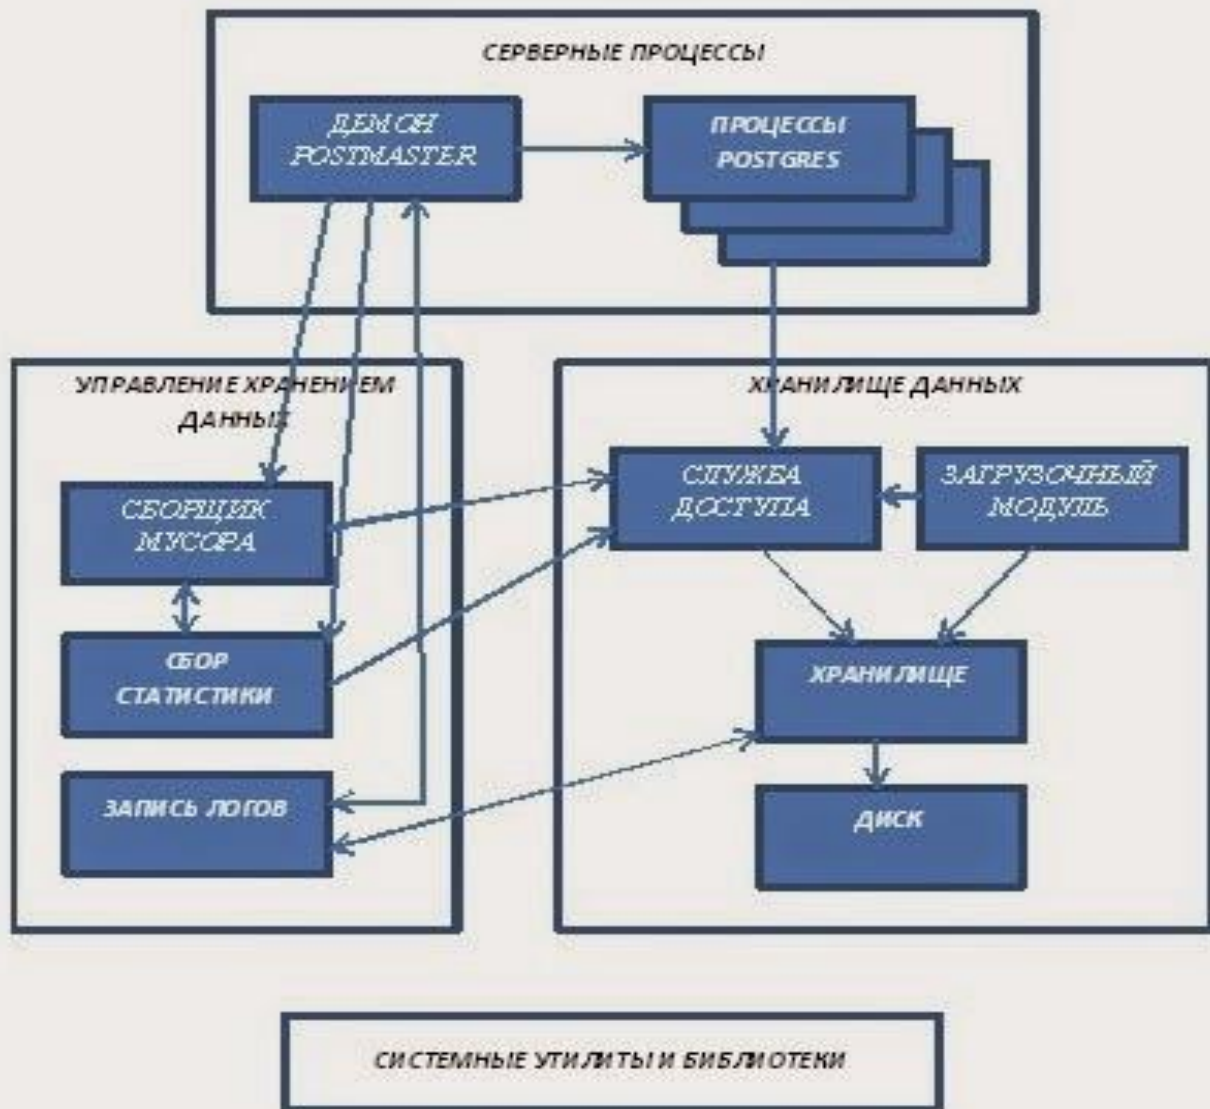 СЕРВЕРНЫЕ ПРОЦЕССЫ
ДЕМОН
POSTMASTER
ПРОЦЕССЫ
POSTGRES
УПРАВЛЕНИЕ ХРАНЕНИЕМ
ДАННЫХ
СБОРЩИК
МУСОРА
СБОР
СТАТИСТИКИ
ЗАПИСЬ ЛОГОВ
ХРАНИЛИЩЕ ДАННЫХ
СЛУЖБА
ДОСТУПА
ЗАГРУЗОЧНЫЙ
МОДУЛЬ
ХРАНИЛИЩЕ
ДИСК
СИСТЕМНЫЕ УТИЛИТЫ И БИБЛИОТЕКИ